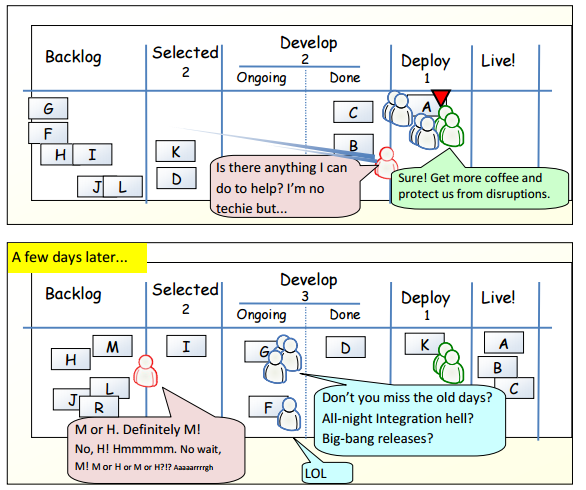 Backlog
Selected
2
Develop
2
Ongoing
Done
Deploy
1
Live!
G
F
H
I
J
L
K
D
C
B
A
Is there anything I can
do to help? I'm no
techie but...
Sure! Get more coffee and
protect us from disruptions.
A few days later...
Backlog
Selected
2
Develop
3
Ongoing
Done
Deploy
1
Live!
H
M
J
L
R
I
G
F
D
K
A
B
C
M or H. Definitely M!
No, H! Hmmmmm. No wait,
M! M or H or M or H?!? Aaaaarrrrgh
Don't you miss the old days?
All-night Integration hell?
Big-bang releases?
LOL